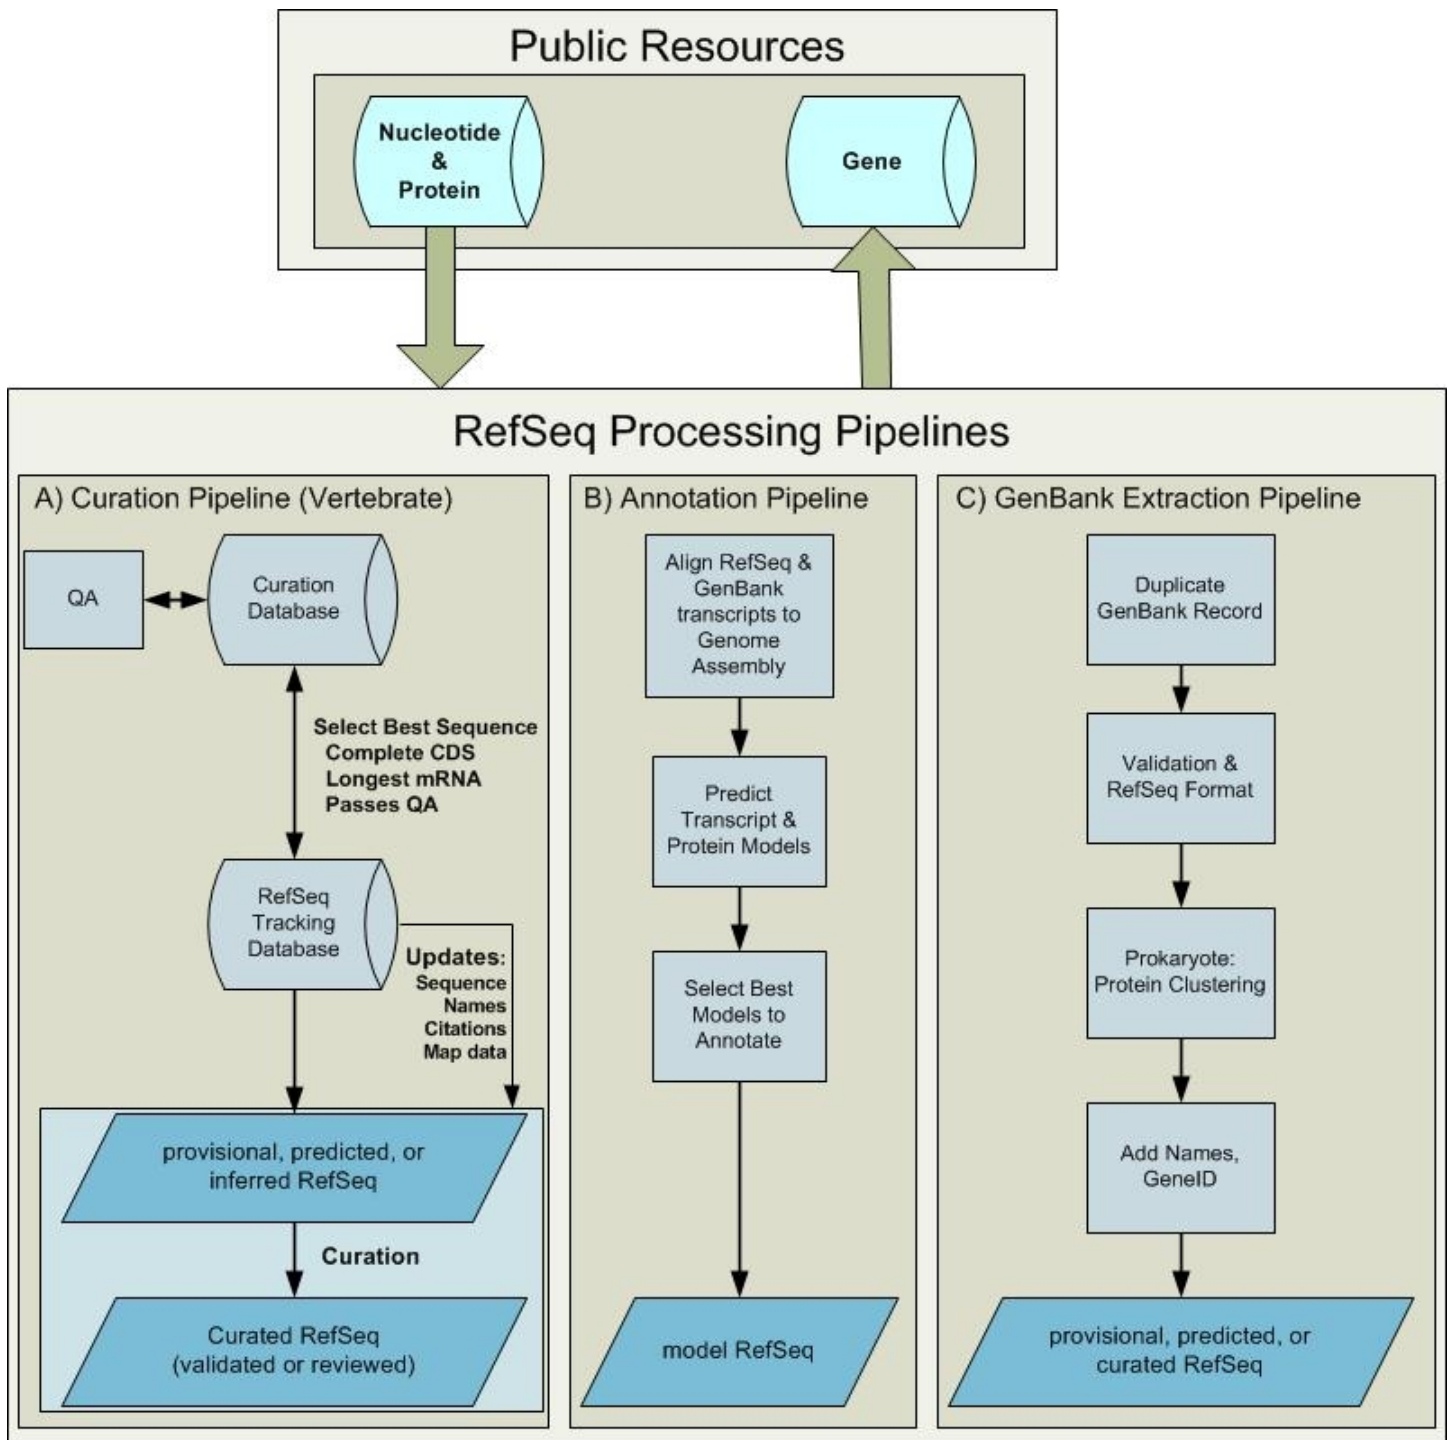 Public Resources
Nucleotide
&
Protein
Gene
RefSeq Processing Pipelines
A) Curation Pipeline (Vertebrate)
QA
Curation
Database
Select Best Sequence
Complete CDS
Longest mRNA
Passes QA
RefSeq
Tracking
Database
Updates:
Sequence
Names
Citations
Map data
provisional, predicted, or
inferred RefSeq
Curation
Curated RefSeq
(validated or reviewed)
B) Annotation Pipeline
Align RefSeq &
GenBank
transcripts to
Genome
Assembly
Predict
Transcript &
Protein Models
Select Best
Models to
Annotate
model RefSeq
C) GenBank Extraction Pipeline
Duplicate
GenBank Record
Validation &
RefSeq Format
Prokaryote:
Protein Clustering
Add Names,
GeneID
provisional, predicted, or
curated RefSeq